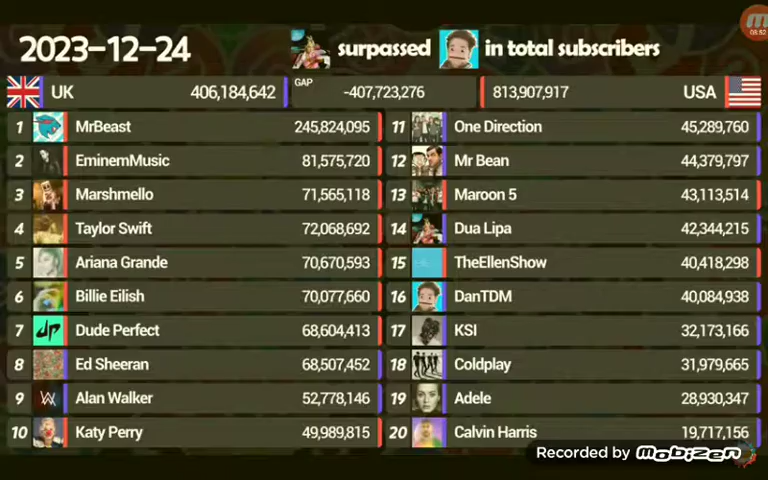 2023-12-24 surpassed in total subscribers
UK 406,184,642 GAP -407,723,276 813,907,917 USA
1 MrBeast 245,824,095
2 EminemMusic 81,575,720
3 Marshmello 71,565,118
4 Taylor Swift 72,068,692
5 Ariana Grande 70,670,593
6 Billie Eilish 70,077,660
7 dp Dude Perfect 68,604,413
8 Ed Sheeran 68,507,452
9 Alan Walker 52,778,146
10 Katy Perry 49,989,815
11 One Direction 45,289,760
12 Mr Bean 44,379,797
13 Maroon 5 43,113,514
14 Dua Lipa 42,344,215
15 TheEllenShow 40,418,298
16 DanTDM 40,084,938
17 KSI 32,173,166
18 Coldplay 31,979,665
19 Adele 28,930,347
20 Calvin Harris 19,717,156
Recorded by mobizen